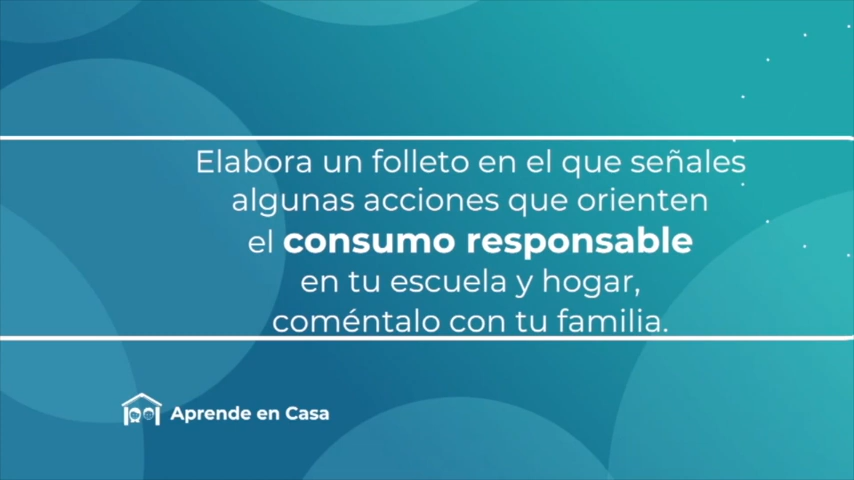 Elabora un folleto en el que señales
algunas acciones que orienten
el consumo responsable
en tu escuela y hogar,
coméntalo con tu familia.
Aprende en Casa